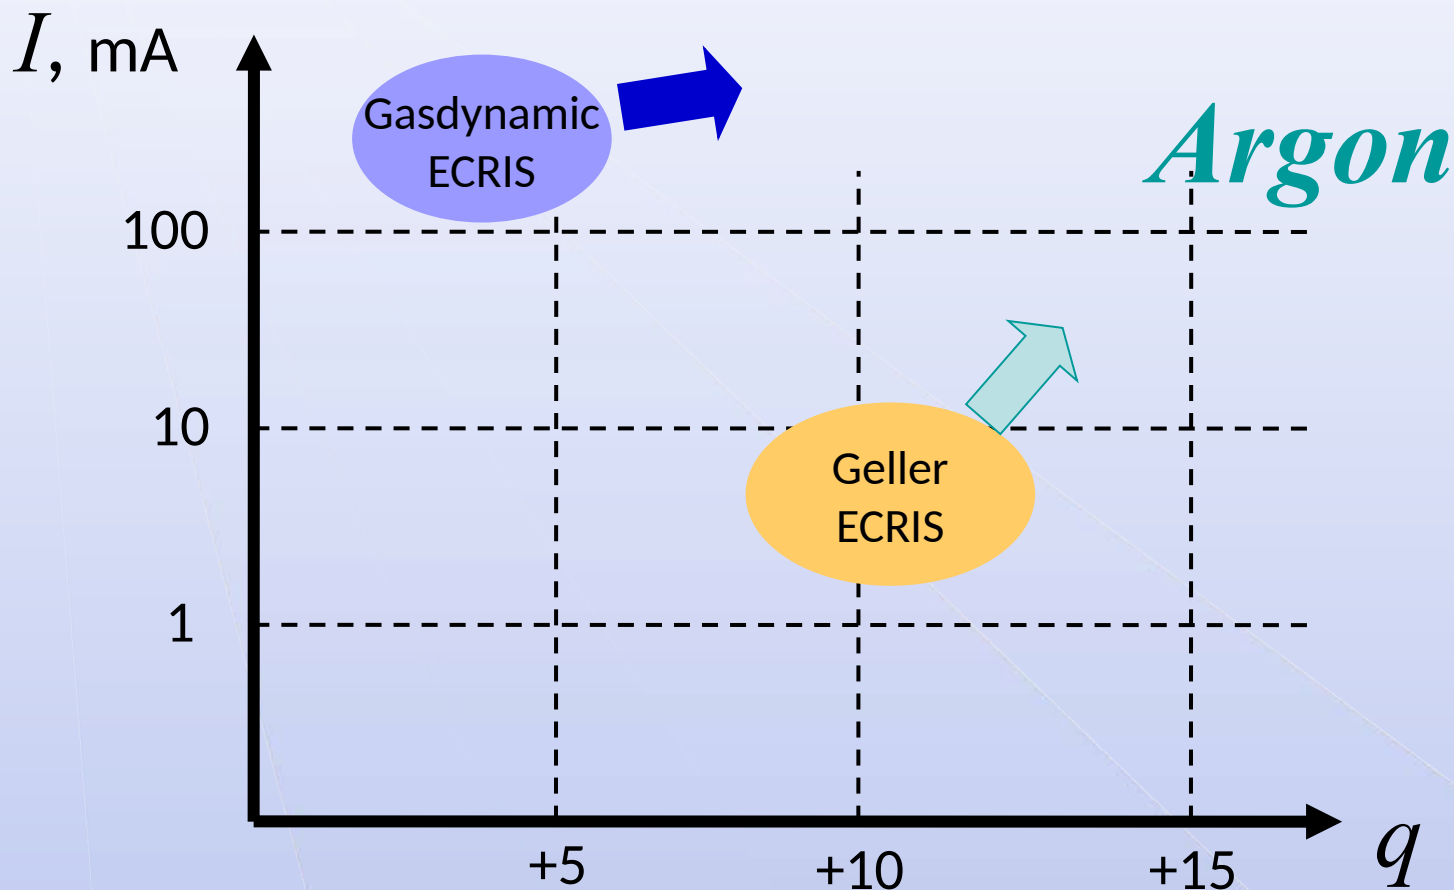 I, mA
Gasdynamic
ECRIS
Argon
100
10
Geller
ECRIS
1
+5
+10
+15
q